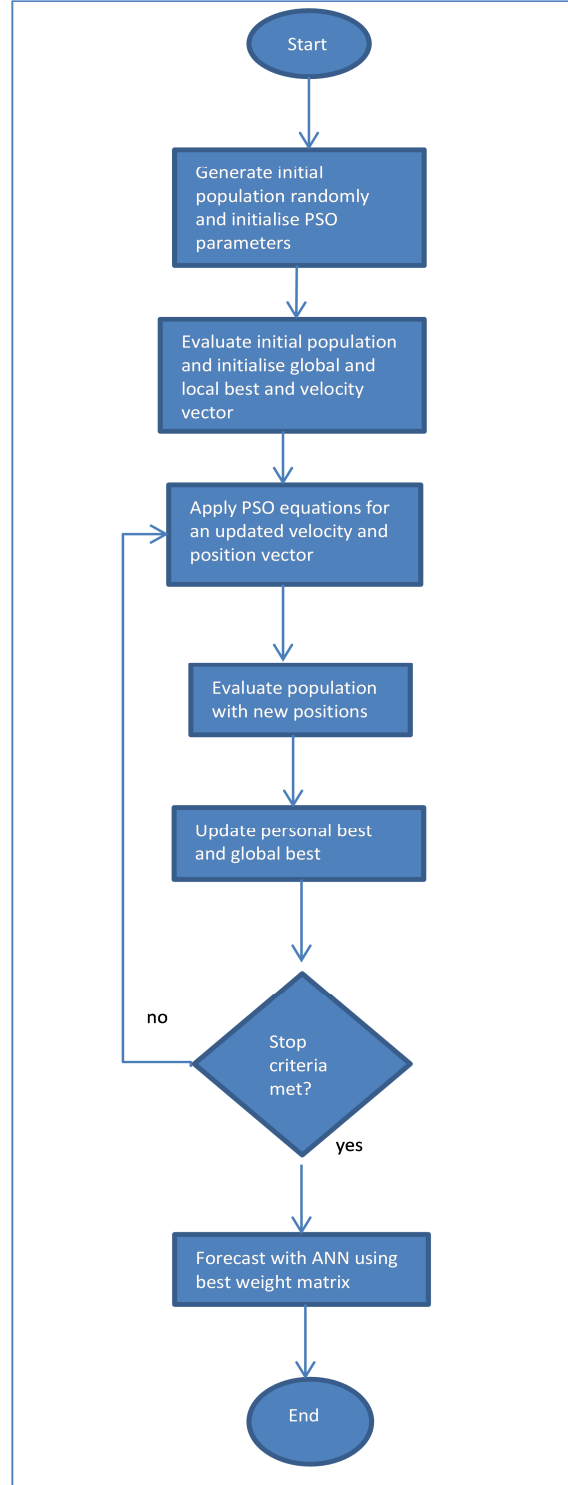 Start
Generate initial
population randomly
and initialise PSO
parameters
Evaluate initial population
and initialise global and
local best and velocity
vector
Apply PSO equations for
an updated velocity and
position vector
Evaluate population
with new positions
Update personal best
and global best
no
Stop
criteria
met?
yes
Forecast with ANN using
best weight matrix
End